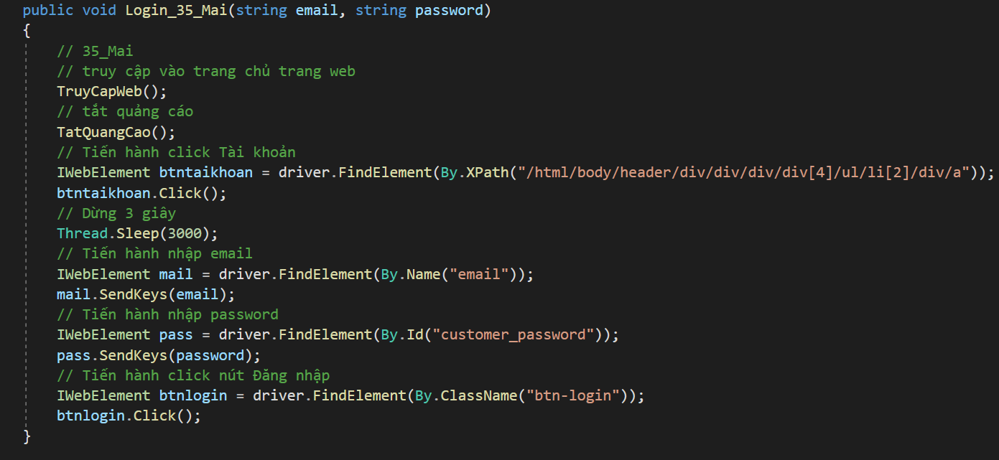 public void Login_35_Mai(string email, string password)
{
// 35_Mai
// truy cập vào trang chủ trang web
TruyCapWeb();
// tắt quảng cáo
TatQuangCao();
// Tiến hành click Tài khoản
IWebElement btntaikhoan = driver.FindElement(By.XPath("/html/body/header/div/div/div/div[4]/ul/li[2]/div/a"));
btntaikhoan.Click();
// Dừng 3 giây
Thread.Sleep(3000);
// Tiến hành nhập email
IWebElement mail = driver.FindElement(By.Name("email"));
mail.SendKeys(email);
// Tiến hành nhập password
IWebElement pass = driver.FindElement(By.Id("customer_password"));
pass.SendKeys(password);
// Tiến hành click nút Đăng nhập
IWebElement btnlogin = driver.FindElement(By.ClassName("btn-login"));
btnlogin.Click();
}